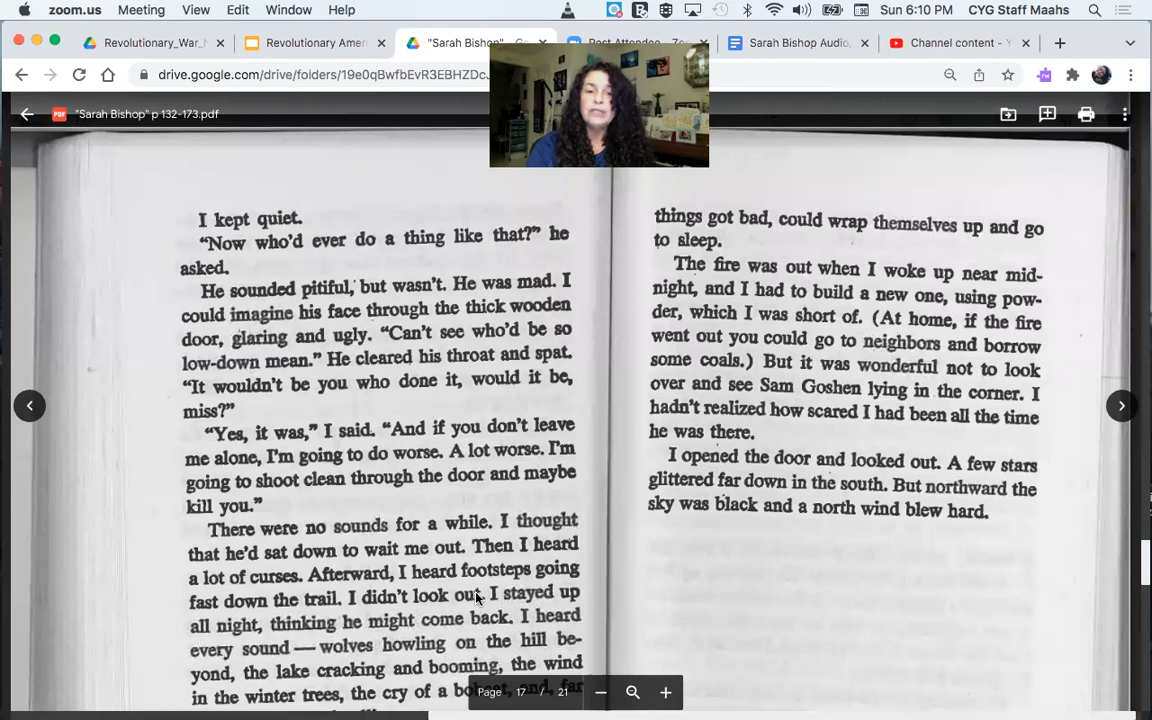 zoom.us Meeting View Edit Window Help Sun 6:10 PM CYG Staff Maahs
Revolutionary_War_ Revolutionary Ameri "Sarah Bishop" Post Attendee Sarah Bishop Audio, Channel content - Y
drive.google.com/drive/folders/19e0qBwfbEvR3EBHZDc
PDF "Sarah Bishop" p 132-173.pdf
I kept quiet.
“Now who’d ever do a thing like that?” he
asked.
He sounded pitiful, but wasn’t. He was mad. I
could imagine his face through the thick wooden
door, glaring and ugly. “Can’t see who’d be so
low-down mean.” He cleared his throat and spat.
“It wouldn’t be you who done it, would it be,
miss?”
“Yes, it was,” I said. “And if you don’t leave
me alone, I’m going to do worse. A lot worse. I’m
going to shoot clean through the door and maybe
kill you.”
There were no sounds for a while. I thought
that he’d sat down to wait me out. Then I heard
a lot of curses. Afterward, I heard footsteps going
fast down the trail. I didn’t look out. I stayed up
all night, thinking he might come back. I heard
every sound — wolves howling on the hill be-
yond, the lake cracking and booming, the wind
in the winter trees, the cry of a bobcat, and, far
things got bad, could wrap themselves up and go
to sleep.
The fire was out when I woke up near mid-
night, and I had to build a new one, using pow-
der, which I was short of. (At home, if the fire
went out you could go to neighbors and borrow
some coals.) But it was wonderful not to look
over and see Sam Goshen lying in the corner. I
hadn’t realized how scared I had been all the time
he was there.
I opened the door and looked out. A few stars
glittered far down in the south. But northward the
sky was black and a north wind blew hard.
Page 17 / 21